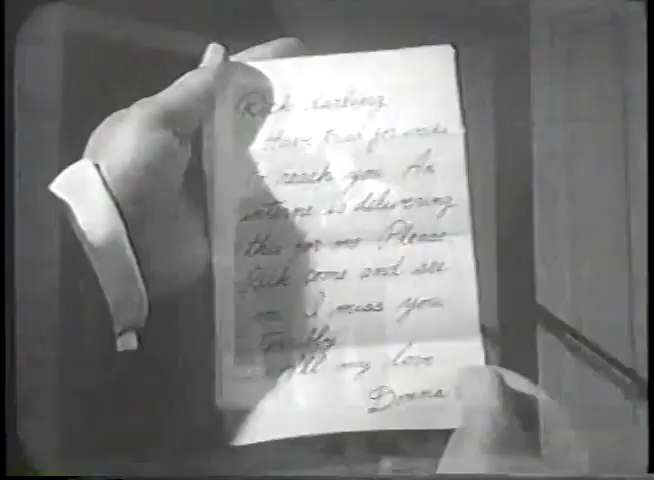 Rick darling
Have tried for weeks
to reach you An
interne is delivering
this for me Please
Rick come and see
me I miss you
terribly
All my love
Donna